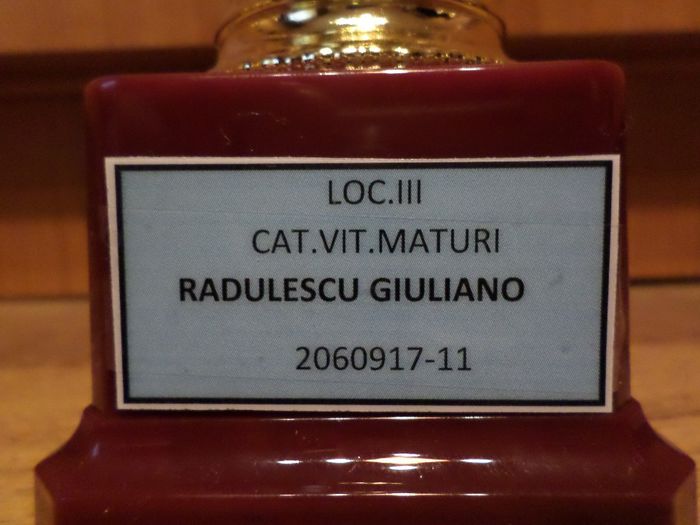 LOC.III
CAT.VIT.MATURI
RADULESCU GIULIANO
2060917-11